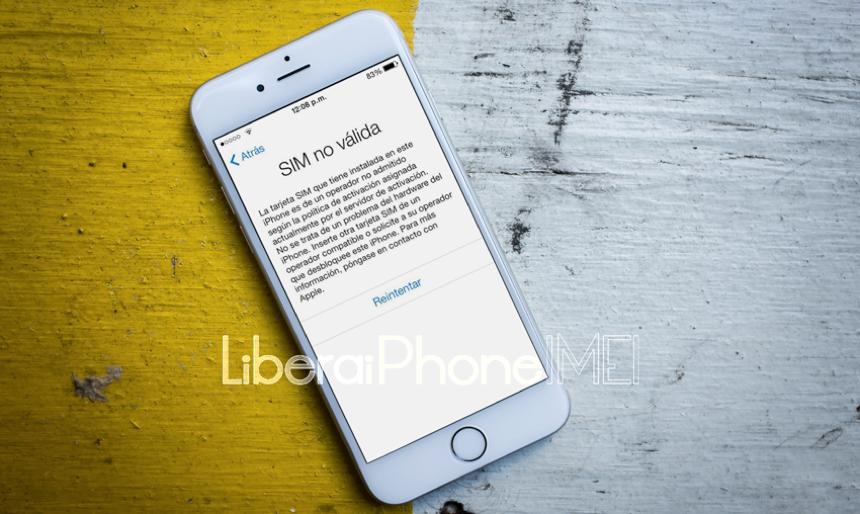 12:08 p.m.
83%
Atrás
SIM no válida
La tarjeta SIM que tiene instalada en este
iPhone es de un operador no admitido
según la política de activación asignada
actualmente por el servidor de activación.
No se trata de un problema del hardware del
iPhone. Inserte otra tarjeta SIM de un
operador compatible o solicite a su operador
que desbloquee este iPhone. Para más
información, póngase en contacto con
Apple.
Reintentar
LiberaiPhoneIMEI